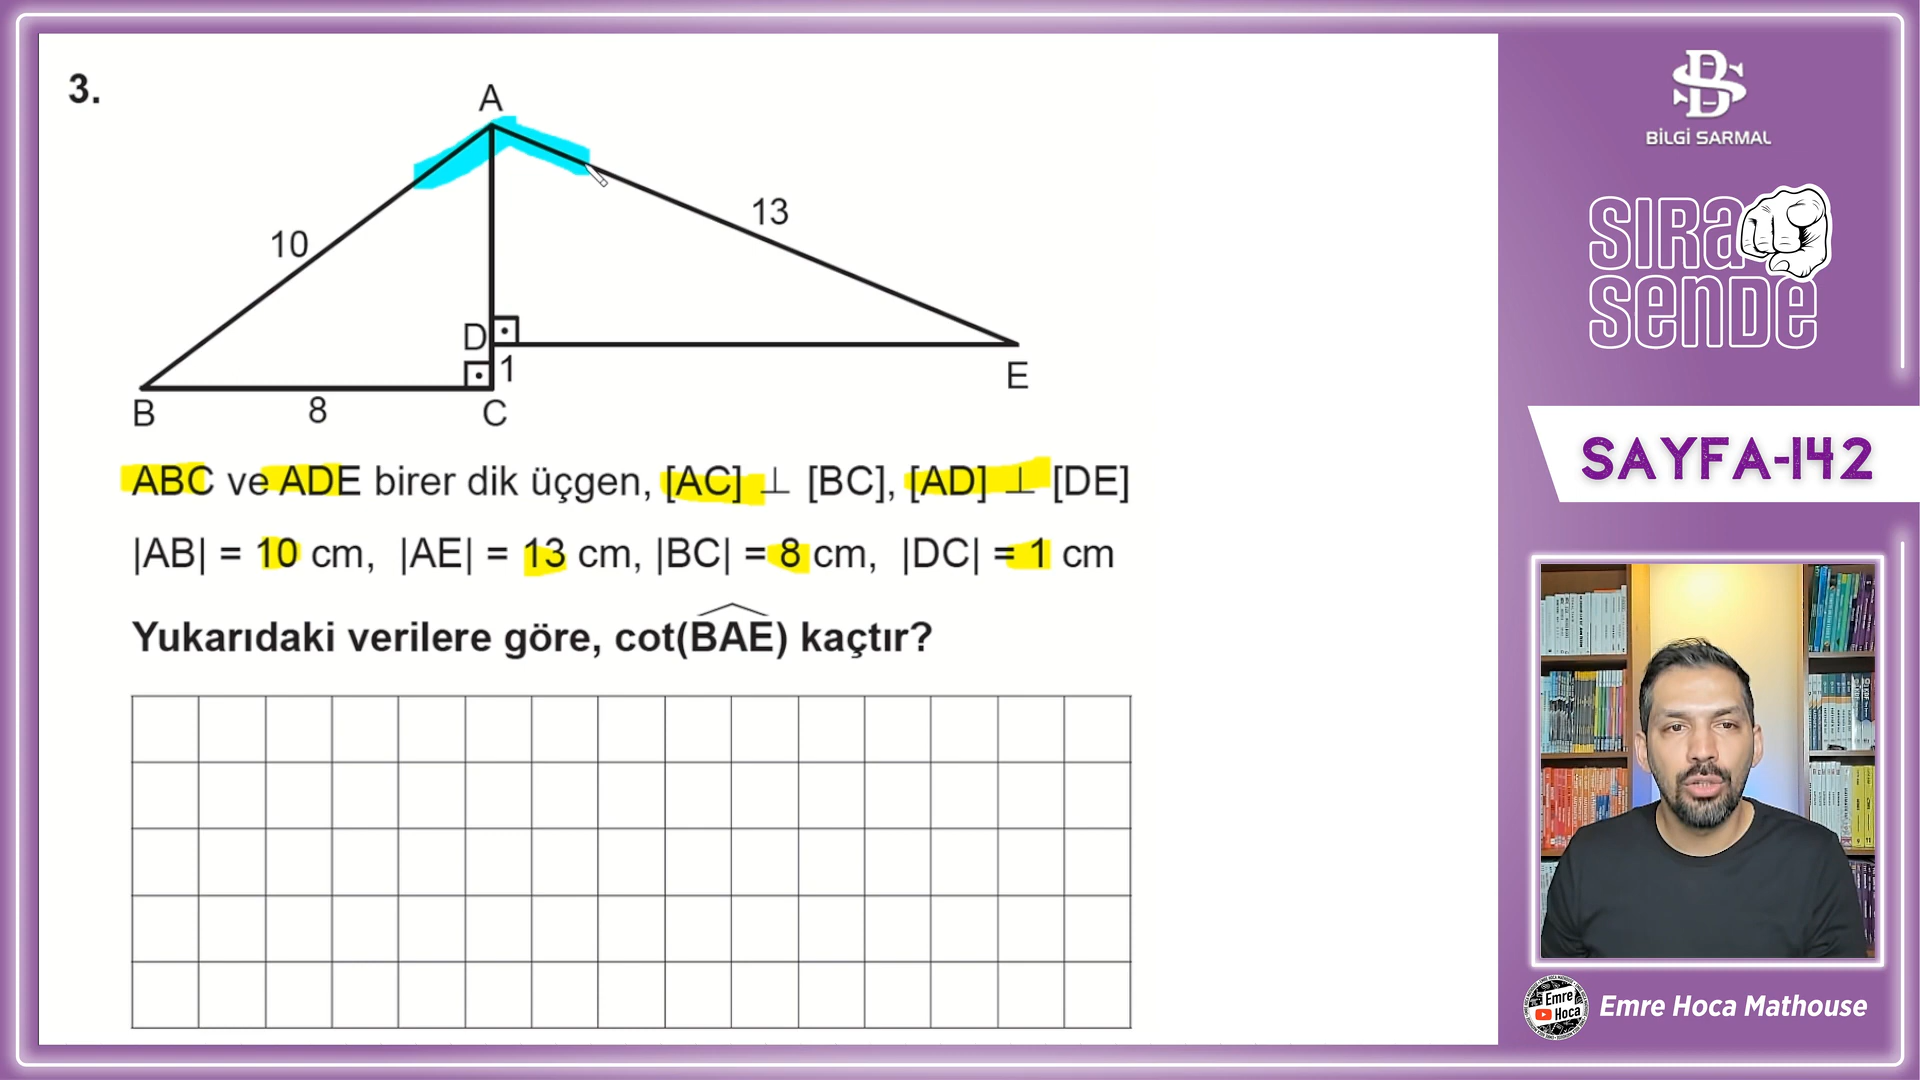 3.
A
10
13
D
1
E
B
8
C
ABC ve ADE birer dik üçgen, [AC] ⊥ [BC], [AD] ⊥ [DE]
|AB| = 10 cm, |AE| = 13 cm, |BC| = 8 cm, |DC| = 1 cm
Yukarıdaki verilere göre, cot(BAE) kaçtır?
BİLGİ SARMAL
SIRA
SENDE
SAYFA-142
Emre
Hoca
Emre Hoca Mathouse